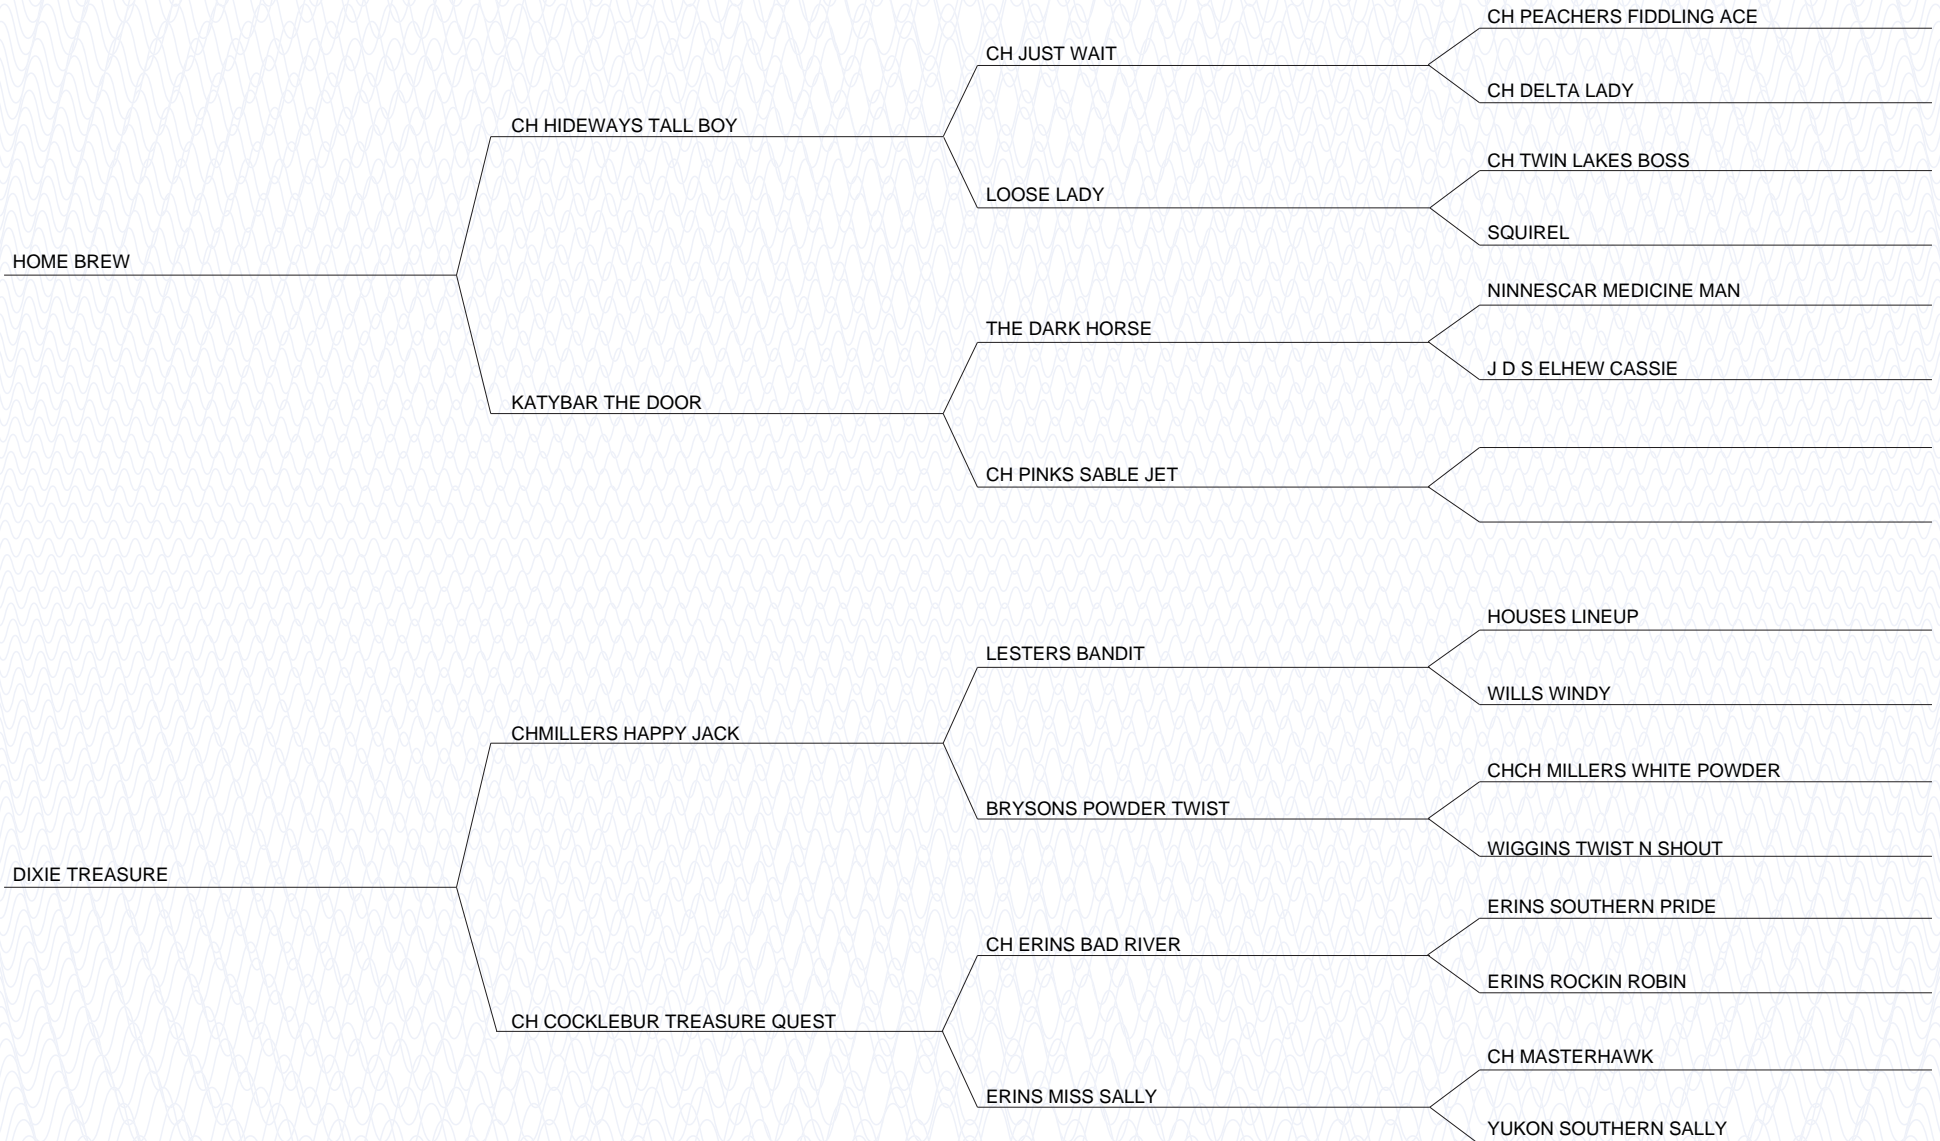 CH PEACHERS FIDDLING ACE
CH JUST WAIT
CH DELTA LADY
CH HIDEWAYS TALL BOY
CH TWIN LAKES BOSS
LOOSE LADY
SQUIREL
HOME BREW
NINNESCAR MEDICINE MAN
THE DARK HORSE
J D S ELHEW CASSIE
KATYBAR THE DOOR
CH PINKS SABLE JET
HOUSES LINEUP
LESTERS BANDIT
WILLS WINDY
CHMILLERS HAPPY JACK
CHCH MILLERS WHITE POWDER
BRYSONS POWDER TWIST
WIGGINS TWIST N SHOUT
DIXIE TREASURE
ERINS SOUTHERN PRIDE
CH ERINS BAD RIVER
ERINS ROCKIN ROBIN
CH COCKLEBUR TREASURE QUEST
CH MASTERHAWK
ERINS MISS SALLY
YUKON SOUTHERN SALLY